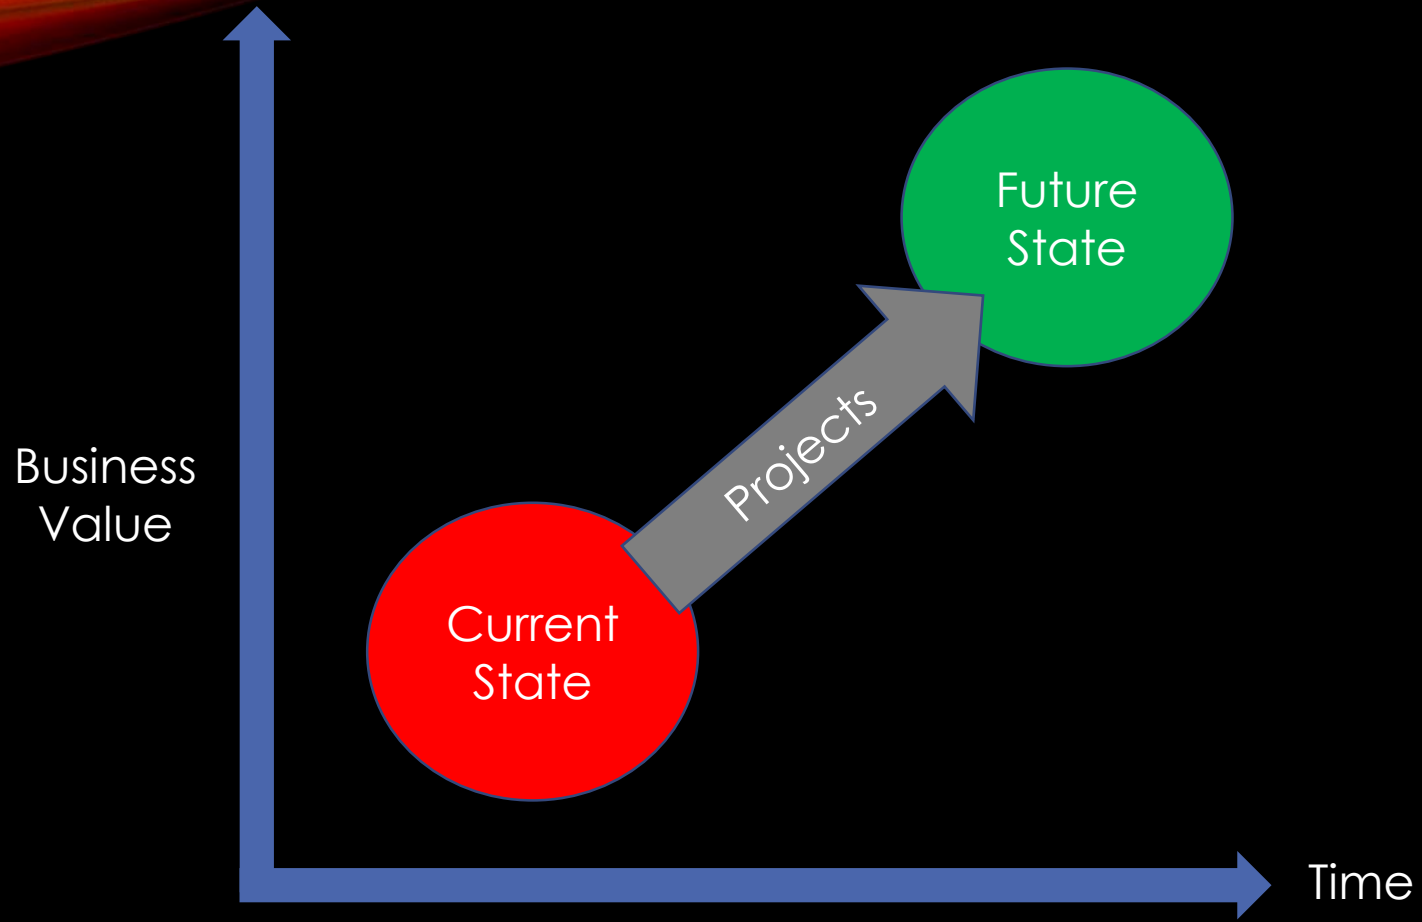 Future
State
Projects
Business
Value
Current
State
Time